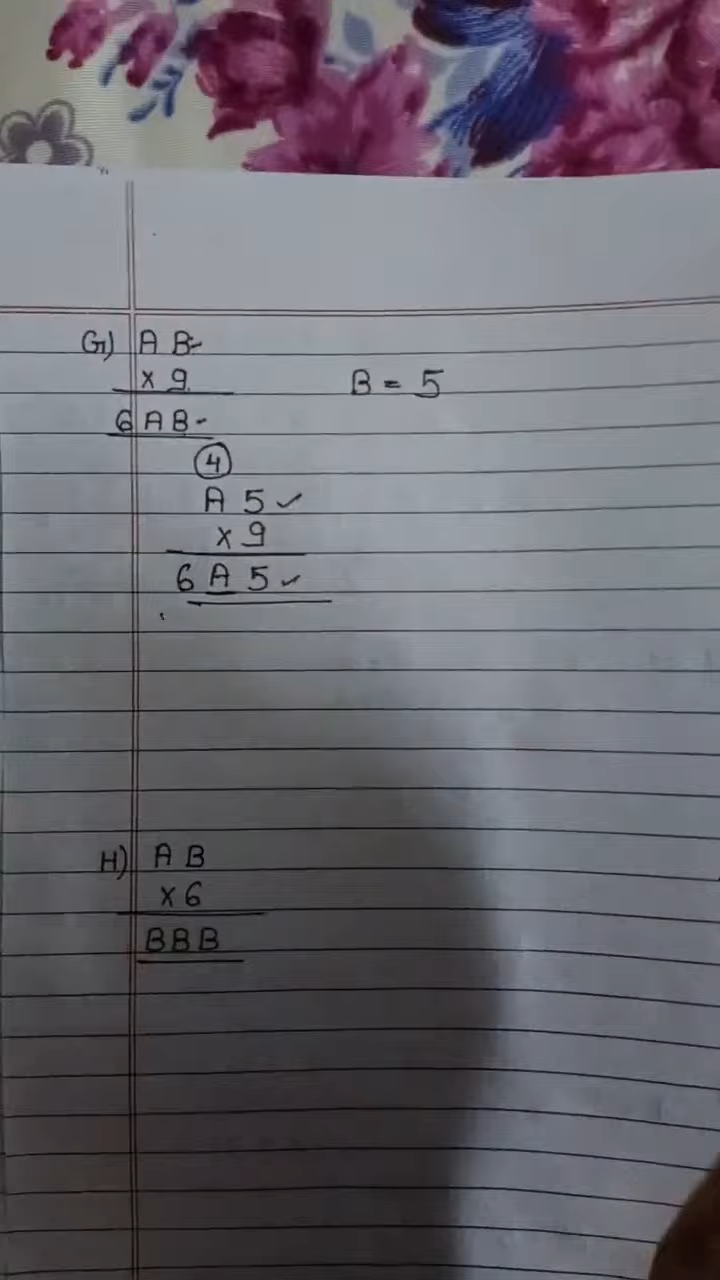 G) A B-
x 9
B = 5
6 A B-
4
A 5 ✓
x 9
6 A 5 ✓
H) A B
x 6
B B B